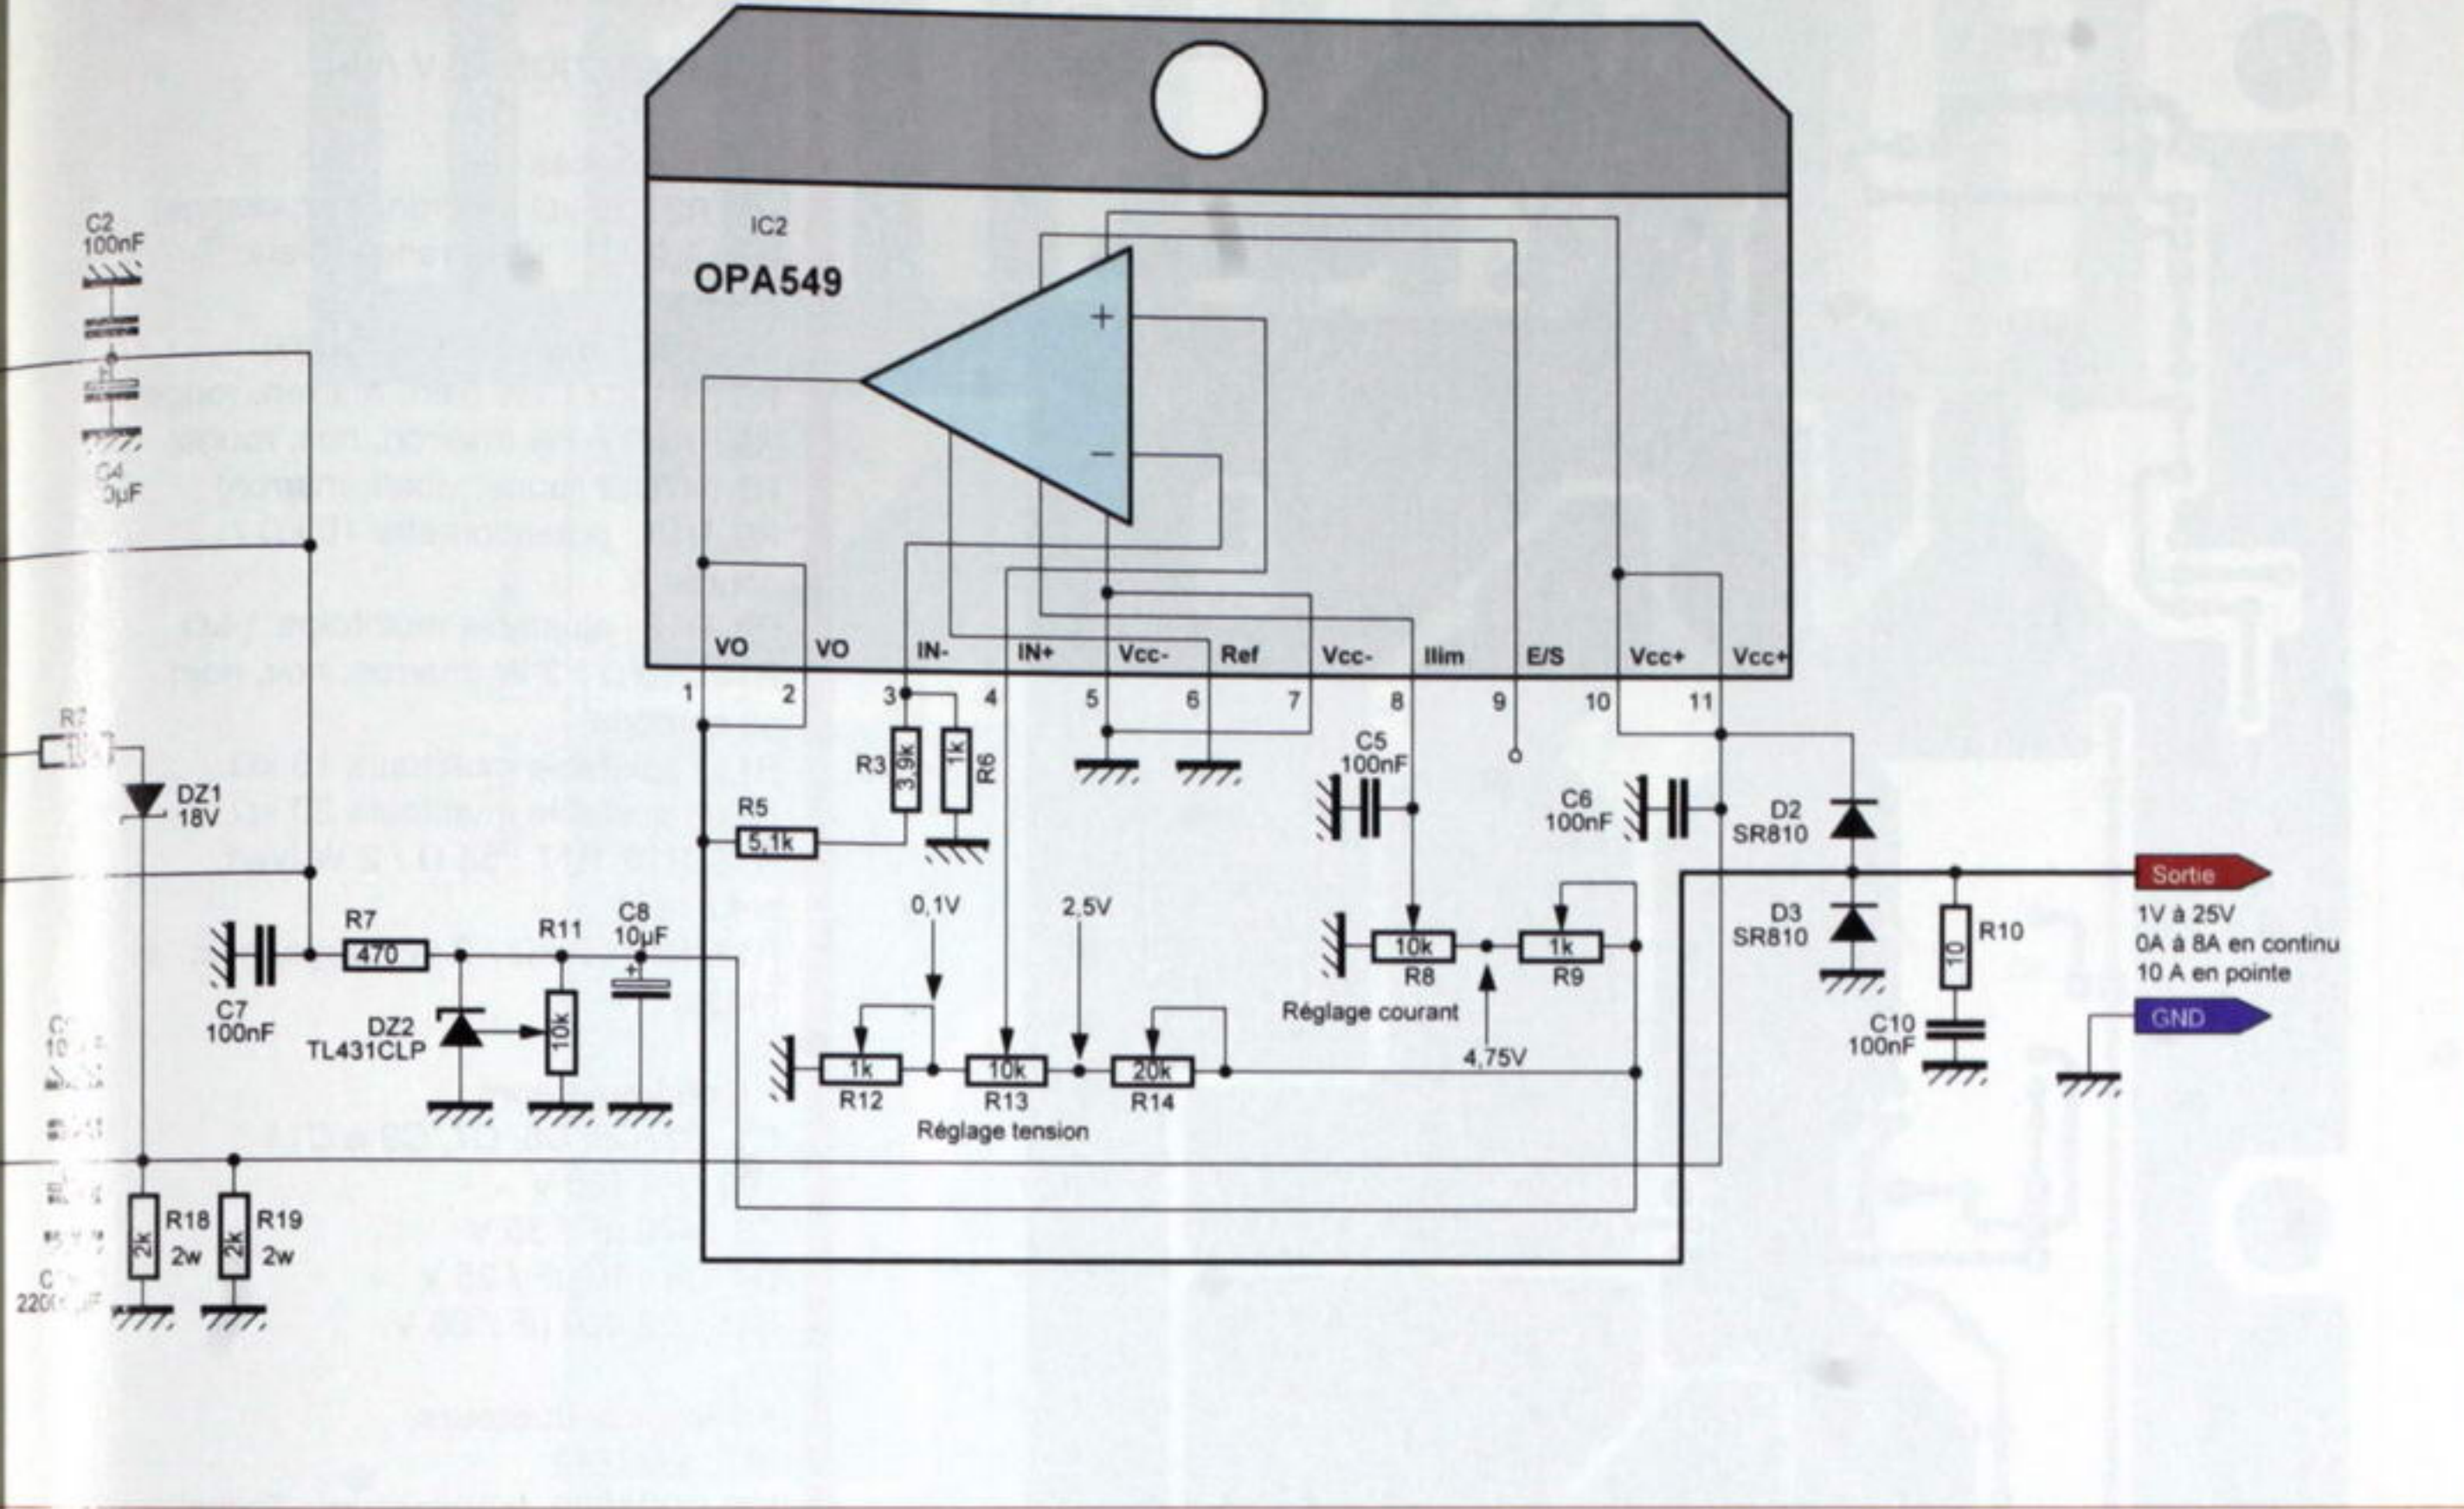 IC2
OPA549
C2
100nF
+
−
VO
VO
IN-
IN+
Vcc-
Ref
Vcc-
Ilim
E/S
Vcc+
Vcc+
1
2
3
4
5
6
7
8
9
10
11
C4
DZ1
18V
R3
3,9k
1k
R6
R5
5,1k
C5
100nF
C6
100nF
D2
SR810
Sortie
1V à 25V
0A à 8A en continu
10 A en pointe
GND
D3
SR810
10
R10
C10
100nF
0,1V
2,5V
10k
R8
1k
R9
Réglage courant
4,75V
R7
470
R11
C8
10µF
+
C7
100nF
DZ2
TL431CLP
10k
1k
R12
10k
R13
20k
R14
Réglage tension
2k
R18
2w
2k
R19
2w